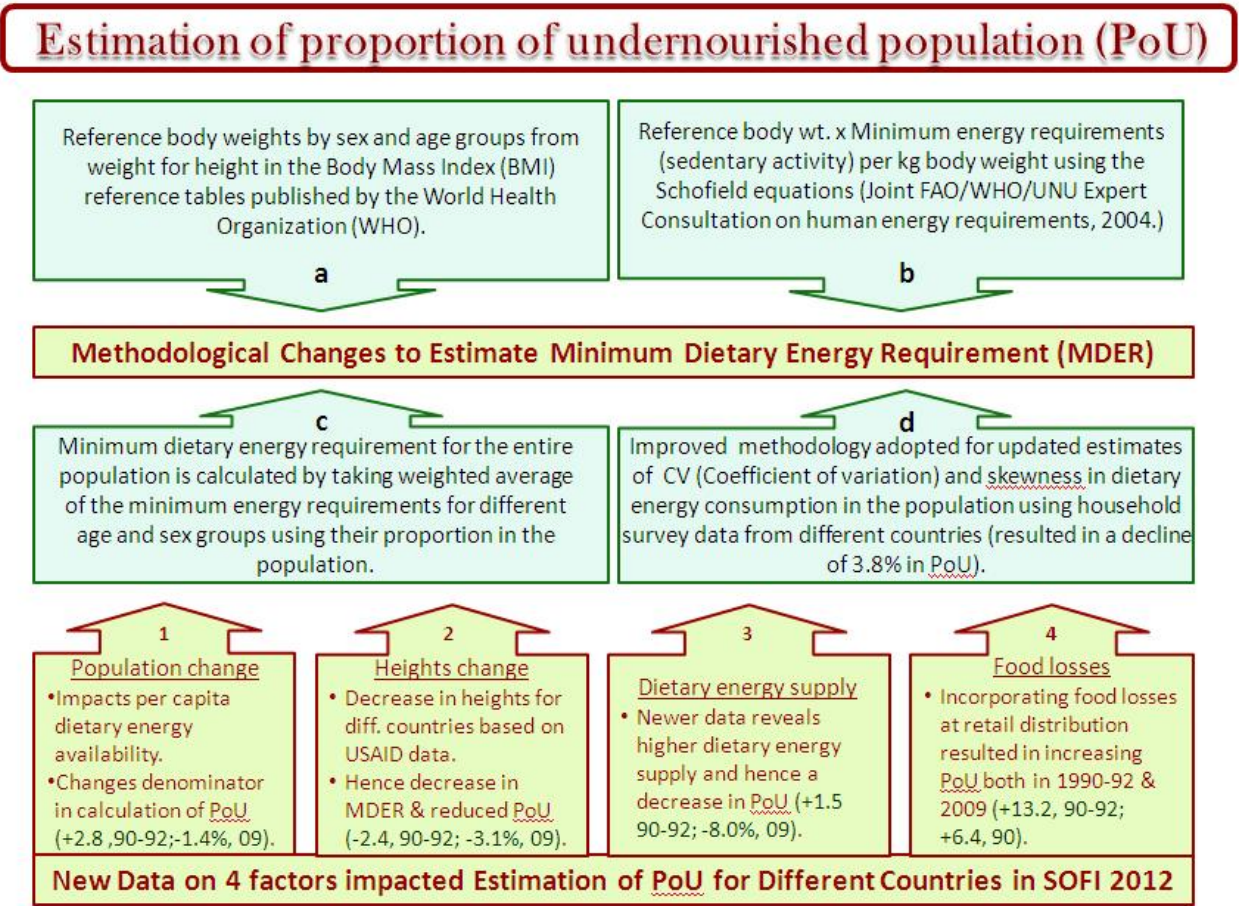 Estimation of proportion of undernourished population (PoU)
Reference body weights by sex and age groups from
weight for height in the Body Mass Index (BMI)
reference tables published by the World Health
Organization (WHO).
a
Reference body wt. x Minimum energy requirements
(sedentary activity) per kg body weight using the
Schofield equations (Joint FAO/WHO/UNU Expert
Consultation on human energy requirements, 2004.)
b
Methodological Changes to Estimate Minimum Dietary Energy Requirement (MDER)
c
Minimum dietary energy requirement for the entire
population is calculated by taking weighted average
of the minimum energy requirements for different
age and sex groups using their proportion in the
population.
d
Improved methodology adopted for updated estimates
of CV (Coefficient of variation) and skewness in dietary
energy consumption in the population using household
survey data from different countries (resulted in a decline
of 3.8% in PoU).
1
Population change
•Impacts per capita
dietary energy
availability.
•Changes denominator
in calculation of PoU
(+2.8 ,90-92;-1.4%, 09).
2
Heights change
• Decrease in heights for
diff. countries based on
USAID data.
• Hence decrease in
MDER & reduced PoU
(-2.4, 90-92; -3.1%, 09).
3
Dietary energy supply
• Newer data reveals
higher dietary energy
supply and hence a
decrease in PoU (+1.5
90-92; -8.0%, 09).
4
Food losses
• Incorporating food losses
at retail distribution
resulted in increasing
PoU both in 1990-92 &
2009 (+13.2, 90-92;
+6.4, 90).
New Data on 4 factors impacted Estimation of PoU for Different Countries in SOFI 2012